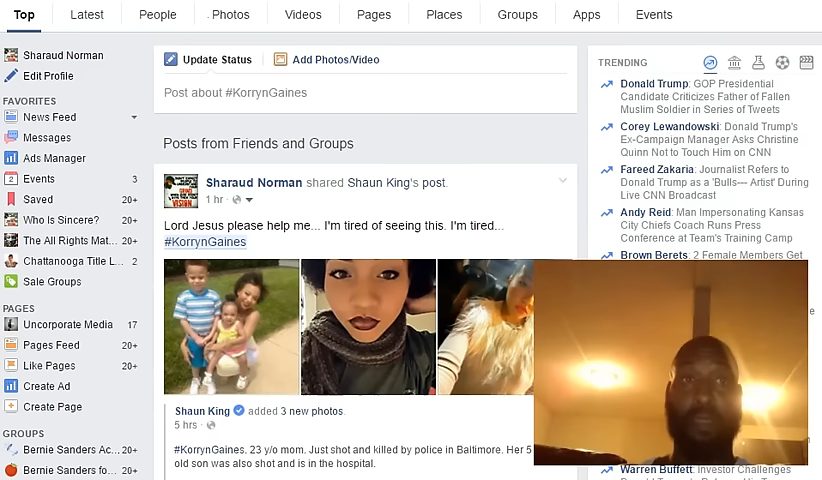 Top Latest People Photos Videos Pages Places Groups Apps Events
Sharaud Norman
Edit Profile
FAVORITES
News Feed
Messages
Ads Manager
Events 3
Saved 20+
Who Is Sincere? 20+
The All Rights Mat... 20+
Chattanooga Title L... 2
Sale Groups
PAGES
Uncorporate Media 17
Pages Feed 20+
Like Pages 20+
Create Ad
Create Page
GROUPS
Bernie Sanders Ac... 20+
Bernie Sanders fo... 20+
Update Status Add Photos/Video
Post about #KorrynGaines
Posts from Friends and Groups
Sharaud Norman shared Shaun King's post.
1 hr
Lord Jesus please help me... I'm tired of seeing this. I'm tired...
#KorrynGaines
Shaun King added 3 new photos.
5 hrs
#KorrynGaines. 23 y/o mom. Just shot and killed by police in Baltimore. Her 5
old son was also shot and is in the hospital.
TRENDING
Donald Trump: GOP Presidential
Candidate Criticizes Father of Fallen
Muslim Soldier in Series of Tweets
Corey Lewandowski: Donald Trump's
Ex-Campaign Manager Asks Christine
Quinn Not to Touch Him on CNN
Fareed Zakaria: Journalist Refers to
Donald Trump as a 'Bulls--- Artist' During
Live CNN Broadcast
Andy Reid: Man Impersonating Kansas
City Chiefs Coach Runs Press
Conference at Team's Training Camp
Brown Berets: 2 Female Members Get
Warren Buffett: Investor Challenges